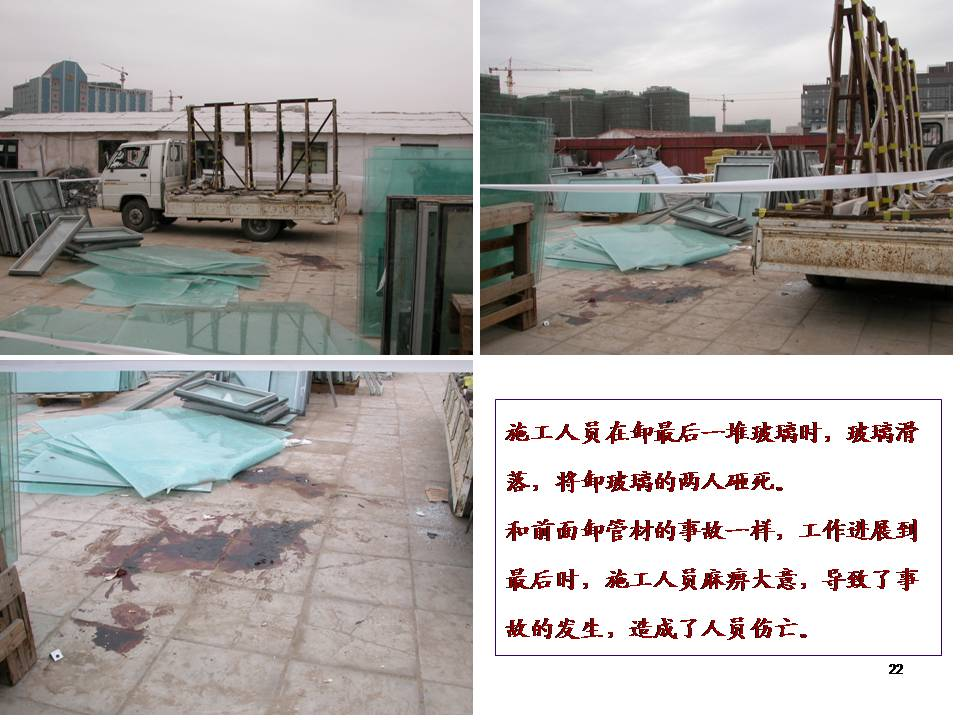 施工人员在卸最后一堆玻璃时，玻璃滑
落，将卸玻璃的两人砸死。
和前面卸管材的事故一样，工作进展到
最后时，施工人员麻痹大意，导致了事
故的发生，造成了人员伤亡。
22